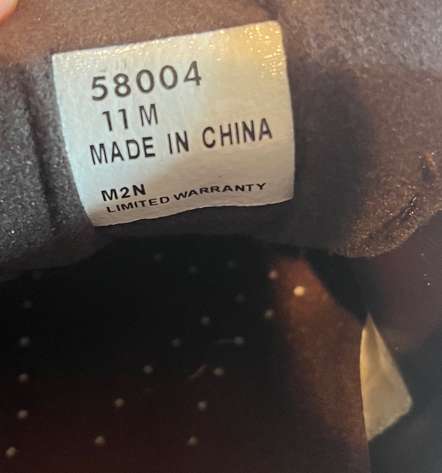 58004
11 M
MADE IN CHINA
M2N
LIMITED WARRANTY